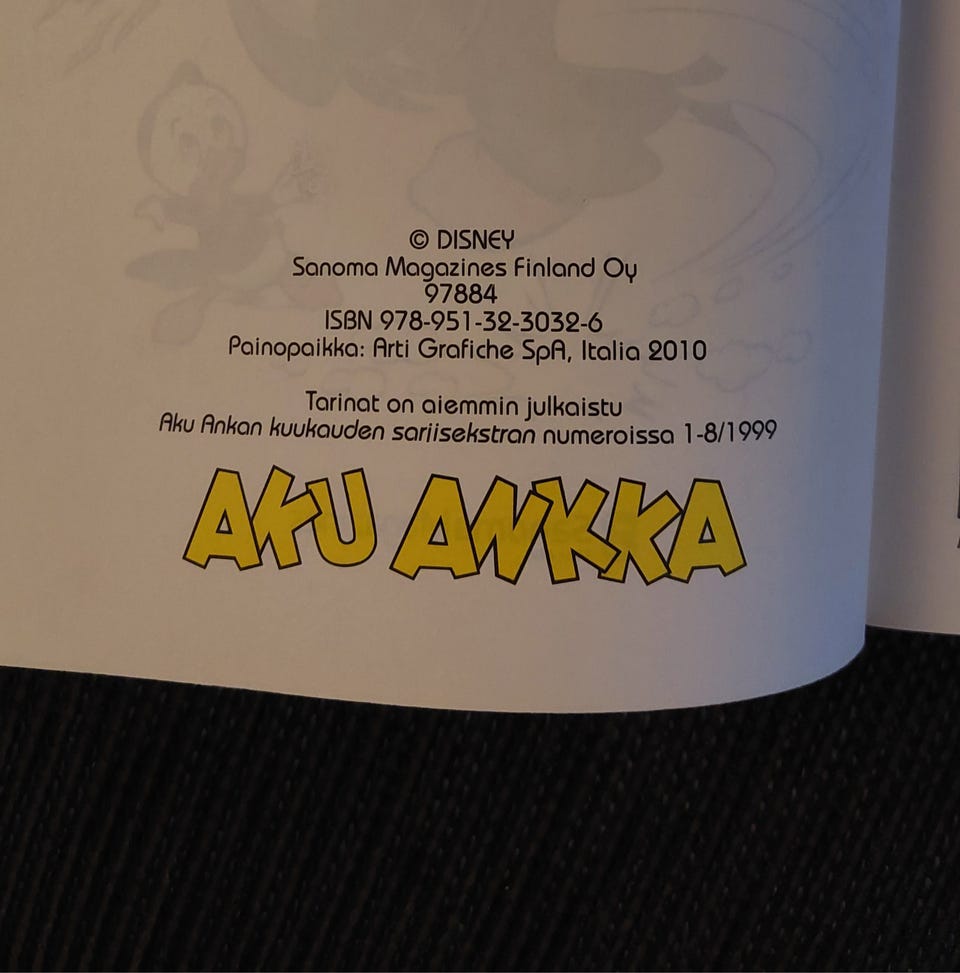 © DISNEY
Sanoma Magazines Finland Oy
97884
ISBN 978-951-32-3032-6
Painopaikka: Arti Grafiche SpA, Italia 2010
Tarinat on aiemmin julkaistu
Aku Ankan kuukauden sariisekstran numeroissa 1-8/1999
AKU ANKKA